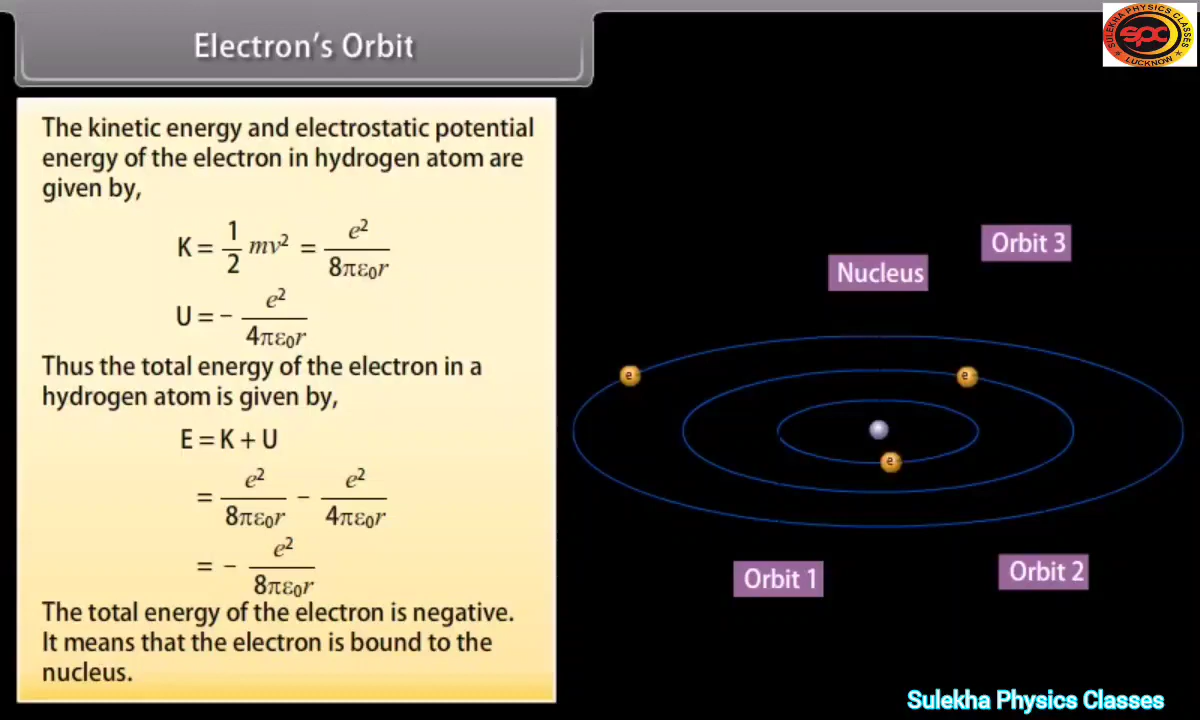 Electron's Orbit
SULEKHA PHYSICS CLASSES
spc
LUCKNOW
The kinetic energy and electrostatic potential
energy of the electron in hydrogen atom are
given by,
K = 1/2 mv² = e²/8πε₀r
U = − e²/4πε₀r
Thus the total energy of the electron in a
hydrogen atom is given by,
E = K + U
= e²/8πε₀r − e²/4πε₀r
= − e²/8πε₀r
The total energy of the electron is negative.
It means that the electron is bound to the
nucleus.
Orbit 3
Nucleus
e
e
e
Orbit 1
Orbit 2
Sulekha Physics Classes